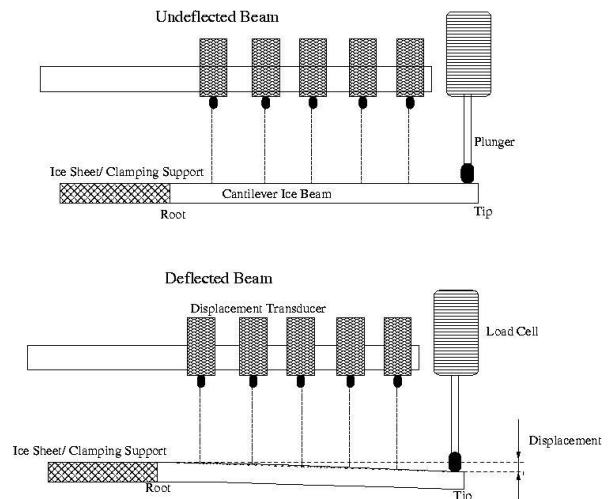 Undeflected Beam
Plunger
Ice Sheet/ Clamping Support
Cantilever Ice Beam
Root
Tip
Deflected Beam
Displacement Transducer
Load Cell
Displacement
Ice Sheet/ Clamping Support
Root
Tip